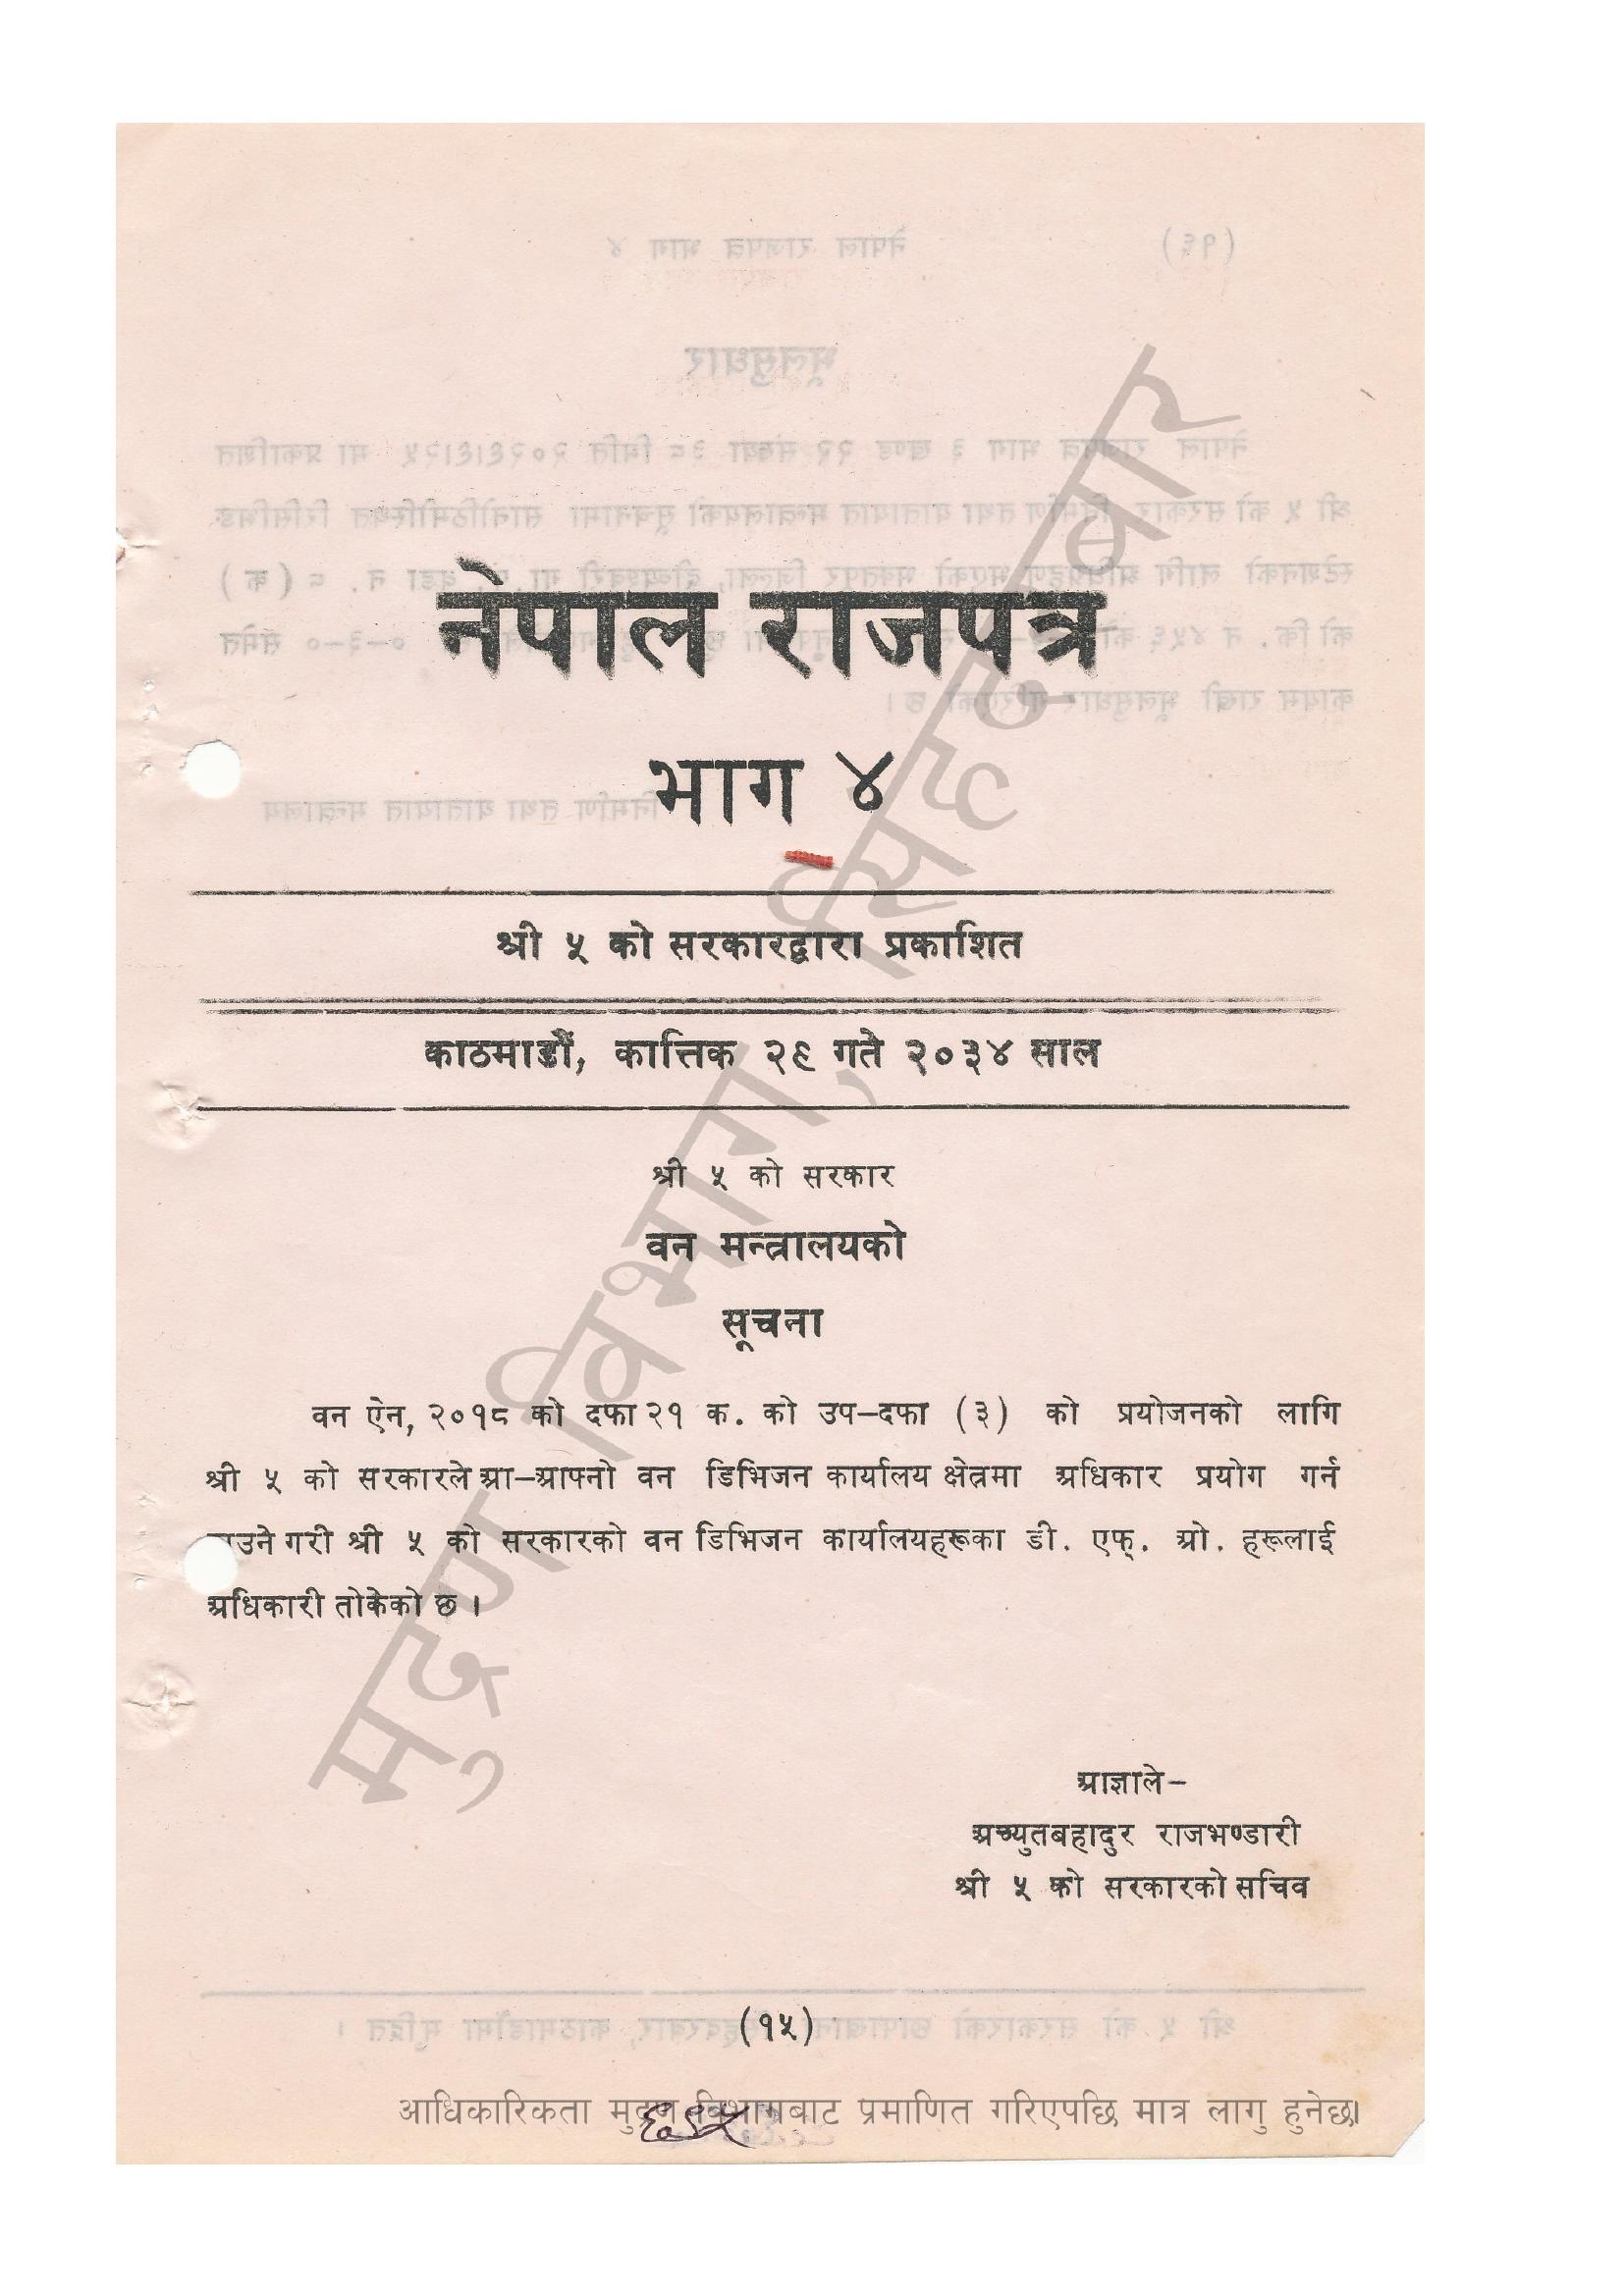 नेपाल राजपत्र
भाग ४
श्री ५ को सरकारद्वारा प्रकाशित
काठमाडौं, कात्तिक २९ गते २०३४ साल
श्री ५ को सरकार
वन मन्त्रालयको
सूचना
वन ऐन, २०१८ को दफा २१ क. को उप–दफा (३) को प्रयोजनको लागि
श्री ५ को सरकारले आ–आफ्नो वन डिभिजन कार्यालय क्षेत्रमा अधिकार प्रयोग गर्न
गरी श्री ५ को सरकारको वन डिभिजन कार्यालयहरूका डी. एफ्. ओ. हरूलाई
अधिकारी तोकेको छ ।
आज्ञाले–
अच्युतबहादुर राजभण्डारी
श्री ५ को सरकारको सचिव
(१५)
आधिकारिकता मुद्रण विभागबाट प्रमाणित गरिएपछि मात्र लागु हुनेछ।
मुद्रण विभाग, सिंहदरबार